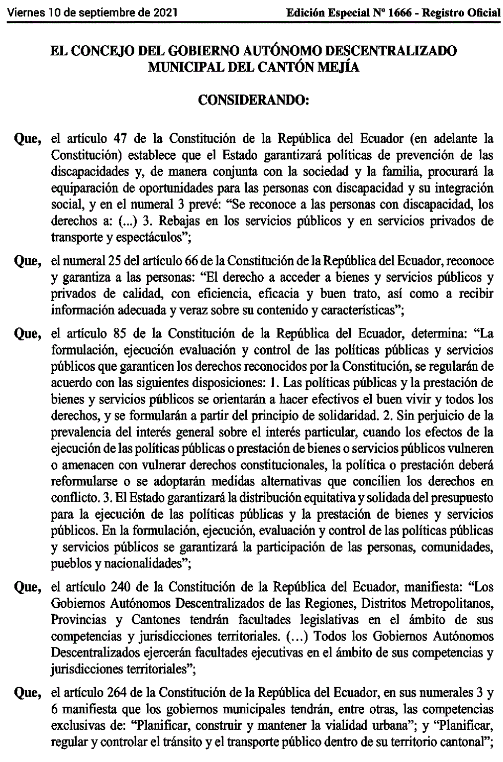 Viernes 10 de septiembre de 2021
Edición Especial Nº 1666 - Registro Oficial
EL CONCEJO DEL GOBIERNO AUTÓNOMO DESCENTRALIZADO
MUNICIPAL DEL CANTÓN MEJÍA
CONSIDERANDO:
Que, el artículo 47 de la Constitución de la República del Ecuador (en adelante la
Constitución) establece que el Estado garantizará políticas de prevención de las
discapacidades y, de manera conjunta con la sociedad y la familia, procurará la
equiparación de oportunidades para las personas con discapacidad y su integración
social, y en el numeral 3 prevé: “Se reconoce a las personas con discapacidad, los
derechos a: (...) 3. Rebajas en los servicios públicos y en servicios privados de
transporte y espectáculos”;
Que, el numeral 25 del artículo 66 de la Constitución de la República del Ecuador, reconoce
y garantiza a las personas: “El derecho a acceder a bienes y servicios públicos y
privados de calidad, con eficiencia, eficacia y buen trato, así como a recibir
información adecuada y veraz sobre su contenido y características”;
Que, el artículo 85 de la Constitución de la República del Ecuador, determina: “La
formulación, ejecución evaluación y control de las políticas públicas y servicios
públicos que garanticen los derechos reconocidos por la Constitución, se regularán de
acuerdo con las siguientes disposiciones: 1. Las políticas públicas y la prestación de
bienes y servicios públicos se orientarán a hacer efectivos el buen vivir y todos los
derechos, y se formularán a partir del principio de solidaridad. 2. Sin perjuicio de la
prevalencia del interés general sobre el interés particular, cuando los efectos de la
ejecución de las políticas públicas o prestación de bienes o servicios públicos vulneren
o amenacen con vulnerar derechos constitucionales, la política o prestación deberá
reformularse o se adoptarán medidas alternativas que concilien los derechos en
conflicto. 3. El Estado garantizará la distribución equitativa y solidada del presupuesto
para la ejecución de las políticas públicas y la prestación de bienes y servicios
públicos. En la formulación, ejecución, evaluación y control de las políticas públicas
y servicios públicos se garantizará la participación de las personas, comunidades,
pueblos y nacionalidades”;
Que, el artículo 240 de la Constitución de la República del Ecuador, manifiesta: “Los
Gobiernos Autónomos Descentralizados de las Regiones, Distritos Metropolitanos,
Provincias y Cantones tendrán facultades legislativas en el ámbito de sus
competencias y jurisdicciones territoriales. (…) Todos los Gobiernos Autónomos
Descentralizados ejercerán facultades ejecutivas en el ámbito de sus competencias y
jurisdicciones territoriales”;
Que, el artículo 264 de la Constitución de la República del Ecuador, en sus numerales 3 y
6 manifiesta que los gobiernos municipales tendrán, entre otras, las competencias
exclusivas de: “Planificar, construir y mantener la vialidad urbana”; y “Planificar,
regular y controlar el tránsito y el transporte público dentro de su territorio cantonal”;